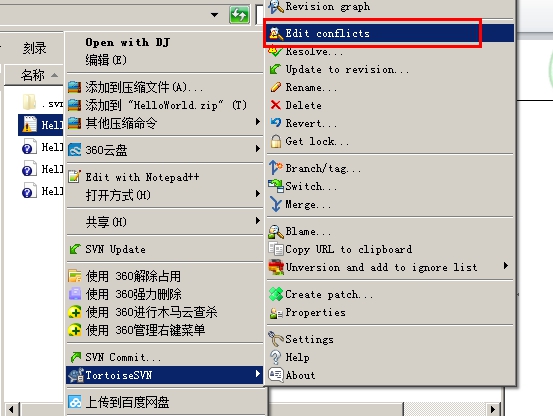 刻录
名称
.svn
Hell
Hell
Hell
Hell
Open with DJ
编辑(E)
添加到压缩文件(A)...
添加到 "HelloWorld.zip" (T)
其他压缩命令
360云盘
Edit with Notepad++
打开方式(H)
共享(H)
SVN Update
使用 360解除占用
使用 360强力删除
使用 360进行木马云查杀
使用 360管理右键菜单
SVN Commit...
TortoiseSVN
上传到百度网盘
Revision graph
Edit conflicts
Resolve...
Update to revision...
Rename...
Delete
Revert...
Get lock...
Branch/tag...
Switch...
Merge...
Blame...
Copy URL to clipboard
Unversion and add to ignore list
Create patch...
Properties
Settings
Help
About